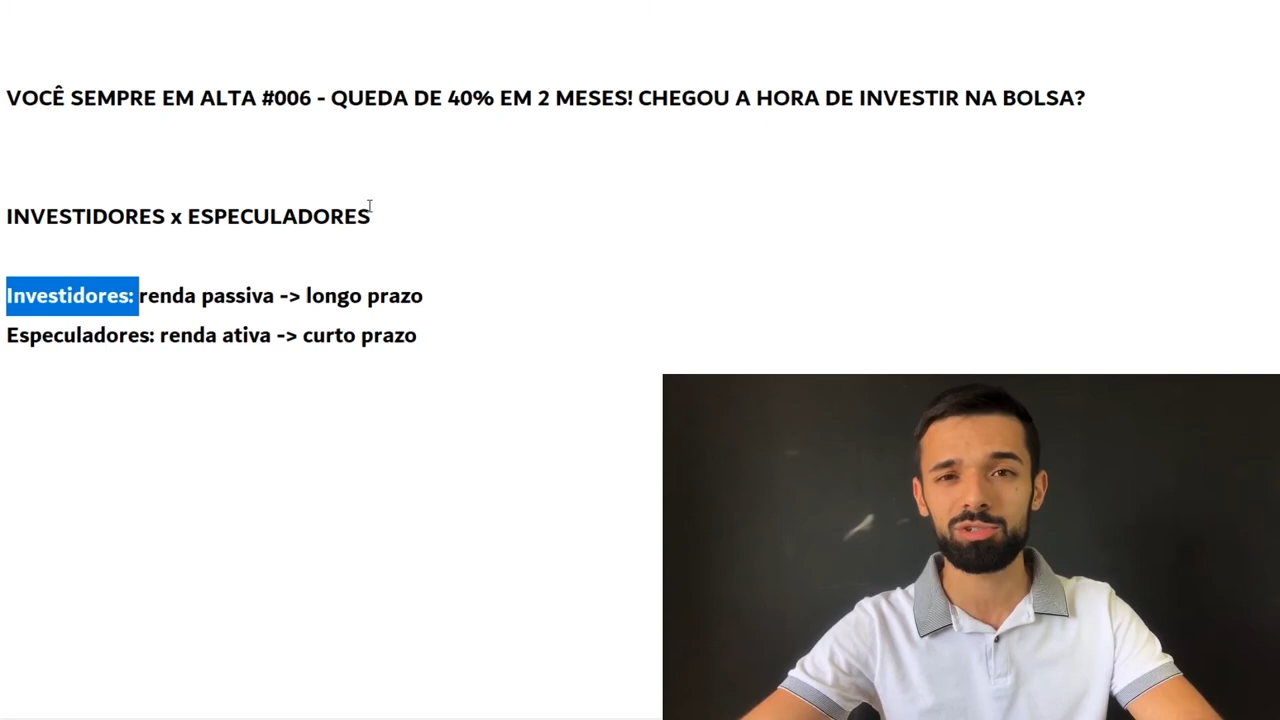 VOCÊ SEMPRE EM ALTA #006 - QUEDA DE 40% EM 2 MESES! CHEGOU A HORA DE INVESTIR NA BOLSA?
INVESTIDORES x ESPECULADORES
Investidores: renda passiva -> longo prazo
Especuladores: renda ativa -> curto prazo